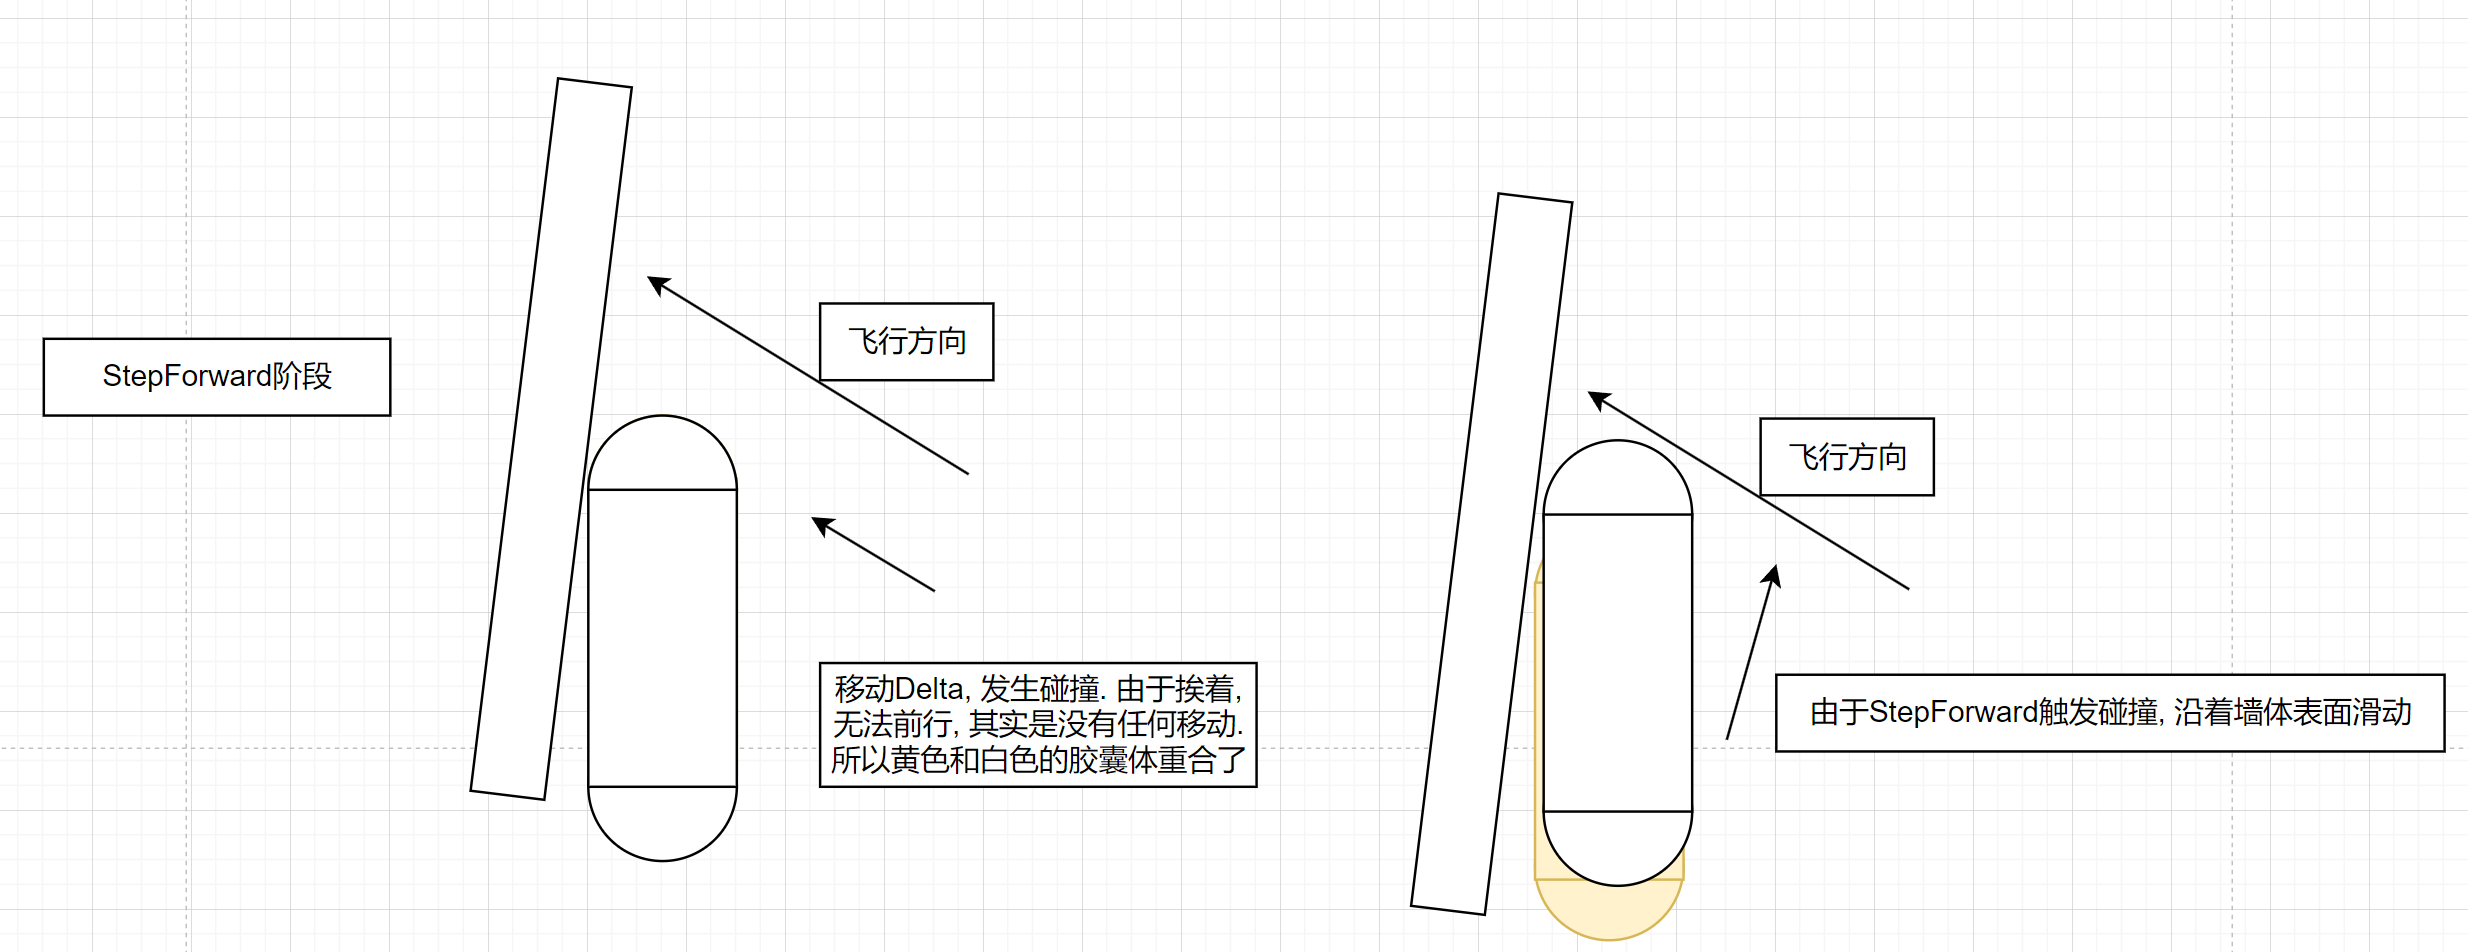 StepForward阶段
飞行方向
移动Delta, 发生碰撞. 由于挨着,
无法前行, 其实是没有任何移动.
所以黄色和白色的胶囊体重合了
飞行方向
由于StepForward触发碰撞, 沿着墙体表面滑动